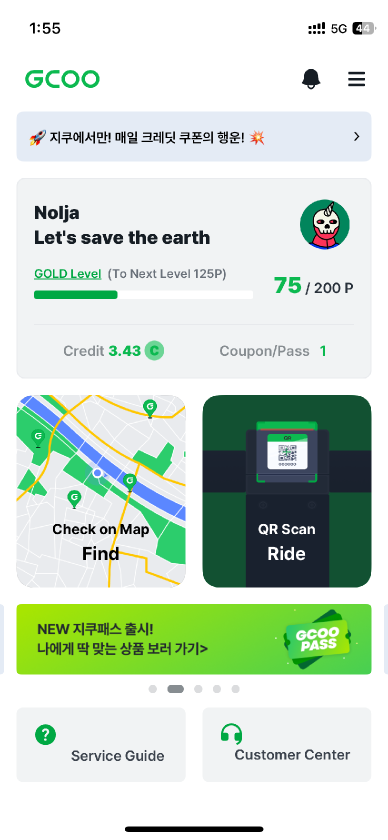 1:55 5G 44
GCOO
🚀 지쿠에서만! 매일 크레딧 쿠폰의 행운! 💥 >
Nolja
Let's save the earth
GOLD Level (To Next Level 125P)
75 / 200 P
Credit 3.43 C
Coupon/Pass 1
Check on Map
Find
QR
QR Scan
Ride
NEW 지쿠패스 출시!
나에게 딱 맞는 상품 보러 가기>
GCOO
PASS
? Service Guide
Customer Center